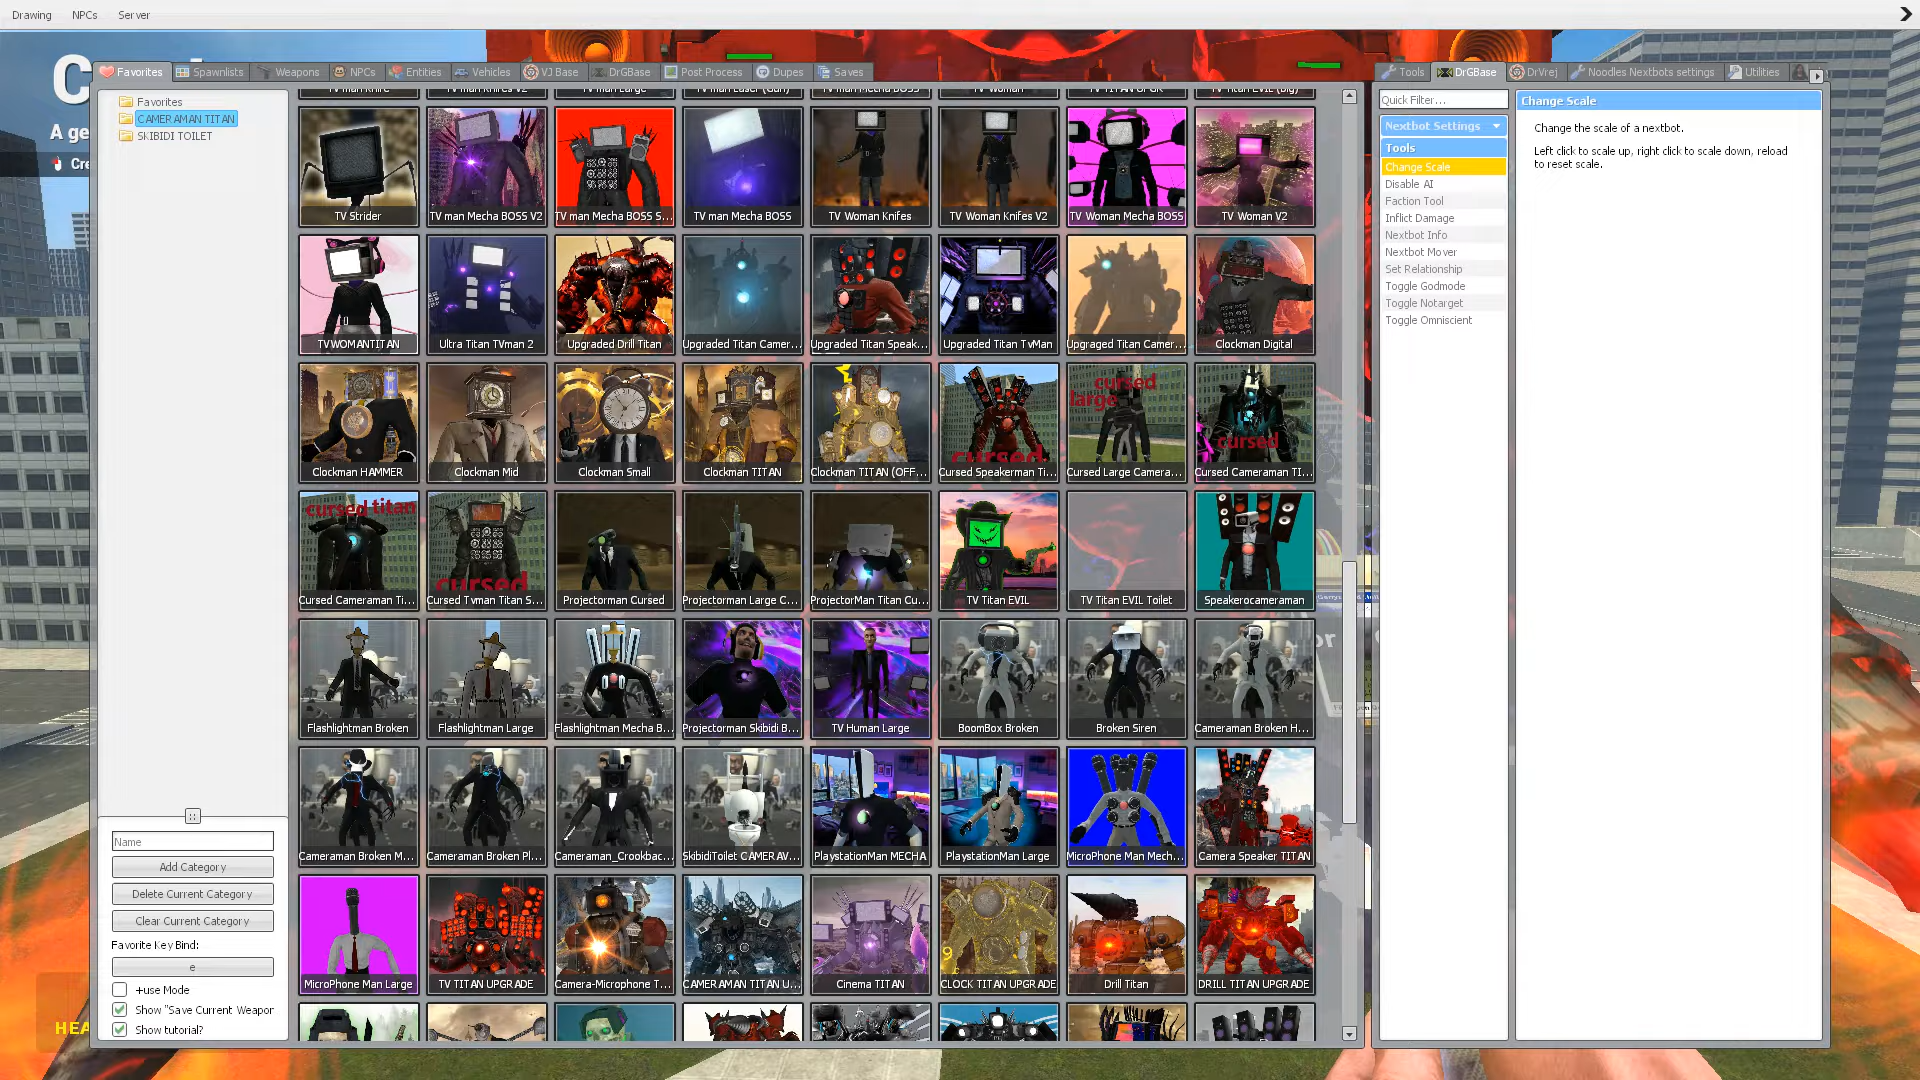 Drawing NPCs Server
Favorites Spawnlists Weapons NPCs Entities Vehicles VJ Base DrGBase Post Process Dupes Saves
Tools DrGBase DrVrej Noodles Nextbots settings Utilities
C
A ge
Cre
Favorites
CAMERAMAN TITAN
SKIBIDI TOILET
TV Strider
TV man Mecha BOSS V2
TV man Mecha BOSS S...
TV man Mecha BOSS
TV Woman Knifes
TV Woman Knifes V2
TV Woman Mecha BOSS
TV Woman V2
TVWOMANTITAN
Ultra Titan TVman 2
Upgraded Drill Titan
Upgraded Titan Camer...
Upgraded Titan Speak...
Upgraded Titan TvMan
Upgraged Titan Camer...
Clockman Digital
Clockman HAMMER
Clockman Mid
Clockman Small
Clockman TITAN
Clockman TITAN (OFF...
cursed
Cursed Speakerman Ti...
cursed
large
Cursed Large Camera...
cursed
Cursed Cameraman TI...
cursed titan
Cursed Cameraman Ti...
cursed
Cursed Tvman Titan S...
Projectorman Cursed
Projectorman Large C...
ProjectorMan Titan Cu...
TV Titan EVIL
TV Titan EVIL Toilet
Speakerocameraman
Flashlightman Broken
Flashlightman Large
Flashlightman Mecha B...
Projectorman Skibidi B...
TV Human Large
BoomBox Broken
Broken Siren
Cameraman Broken H...
Cameraman Broken M...
Cameraman Broken Pl...
Cameraman_Crookbac...
SkibidiToilet CAMERAV...
PlaystationMan MECHA
PlaystationMan Large
MicroPhone Man Mech...
Camera Speaker TITAN
MicroPhone Man Large
TV TITAN UPGRADE
Camera-Microphone T...
CAMERAMAN TITAN U...
Cinema TITAN
9
CLOCK TITAN UPGRADE
Drill Titan
DRILL TITAN UPGRADE
Name
Add Category
Delete Current Category
Clear Current Category
Favorite Key Bind:
e
+use Mode
Show "Save Current Weapor
Show tutorial?
HEA
Quick Filter...
Nextbot Settings
Tools
Change Scale
Disable AI
Faction Tool
Inflict Damage
Nextbot Info
Nextbot Mover
Set Relationship
Toggle Godmode
Toggle Notarget
Toggle Omniscient
Change Scale
Change the scale of a nextbot.
Left click to scale up, right click to scale down, reload
to reset scale.